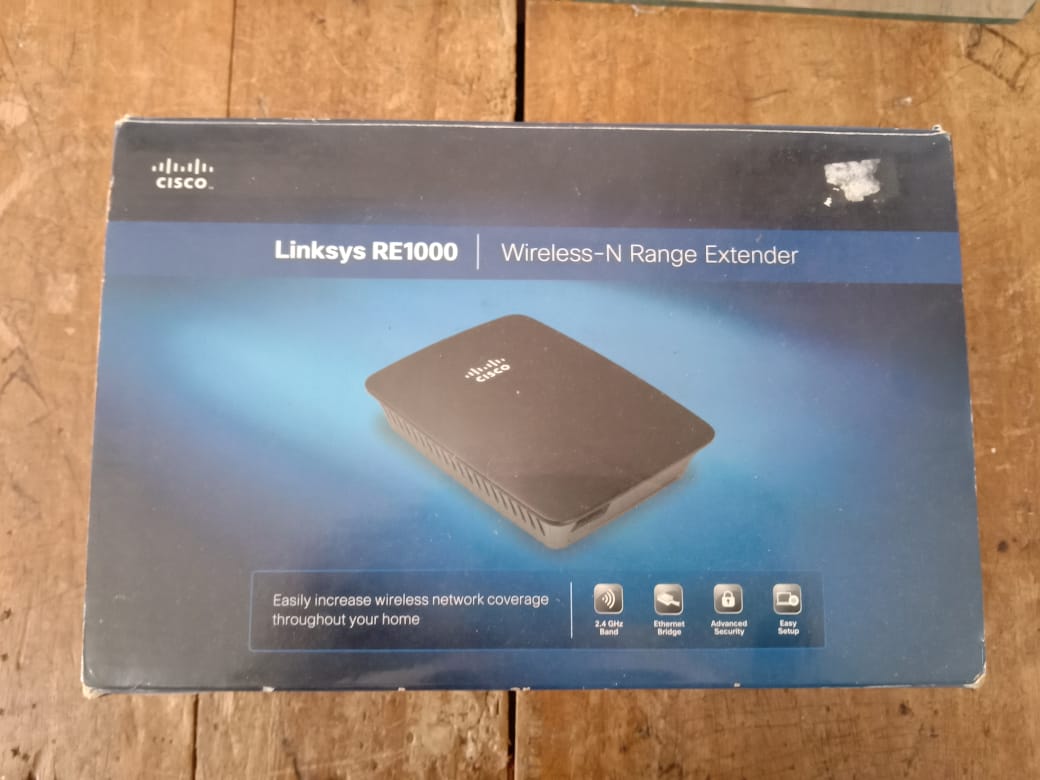 CISCO™
Linksys RE1000 | Wireless-N Range Extender
CISCO
Easily increase wireless network coverage
throughout your home
2.4 GHz
Band
Ethernet
Bridge
Advanced
Security
Easy
Setup